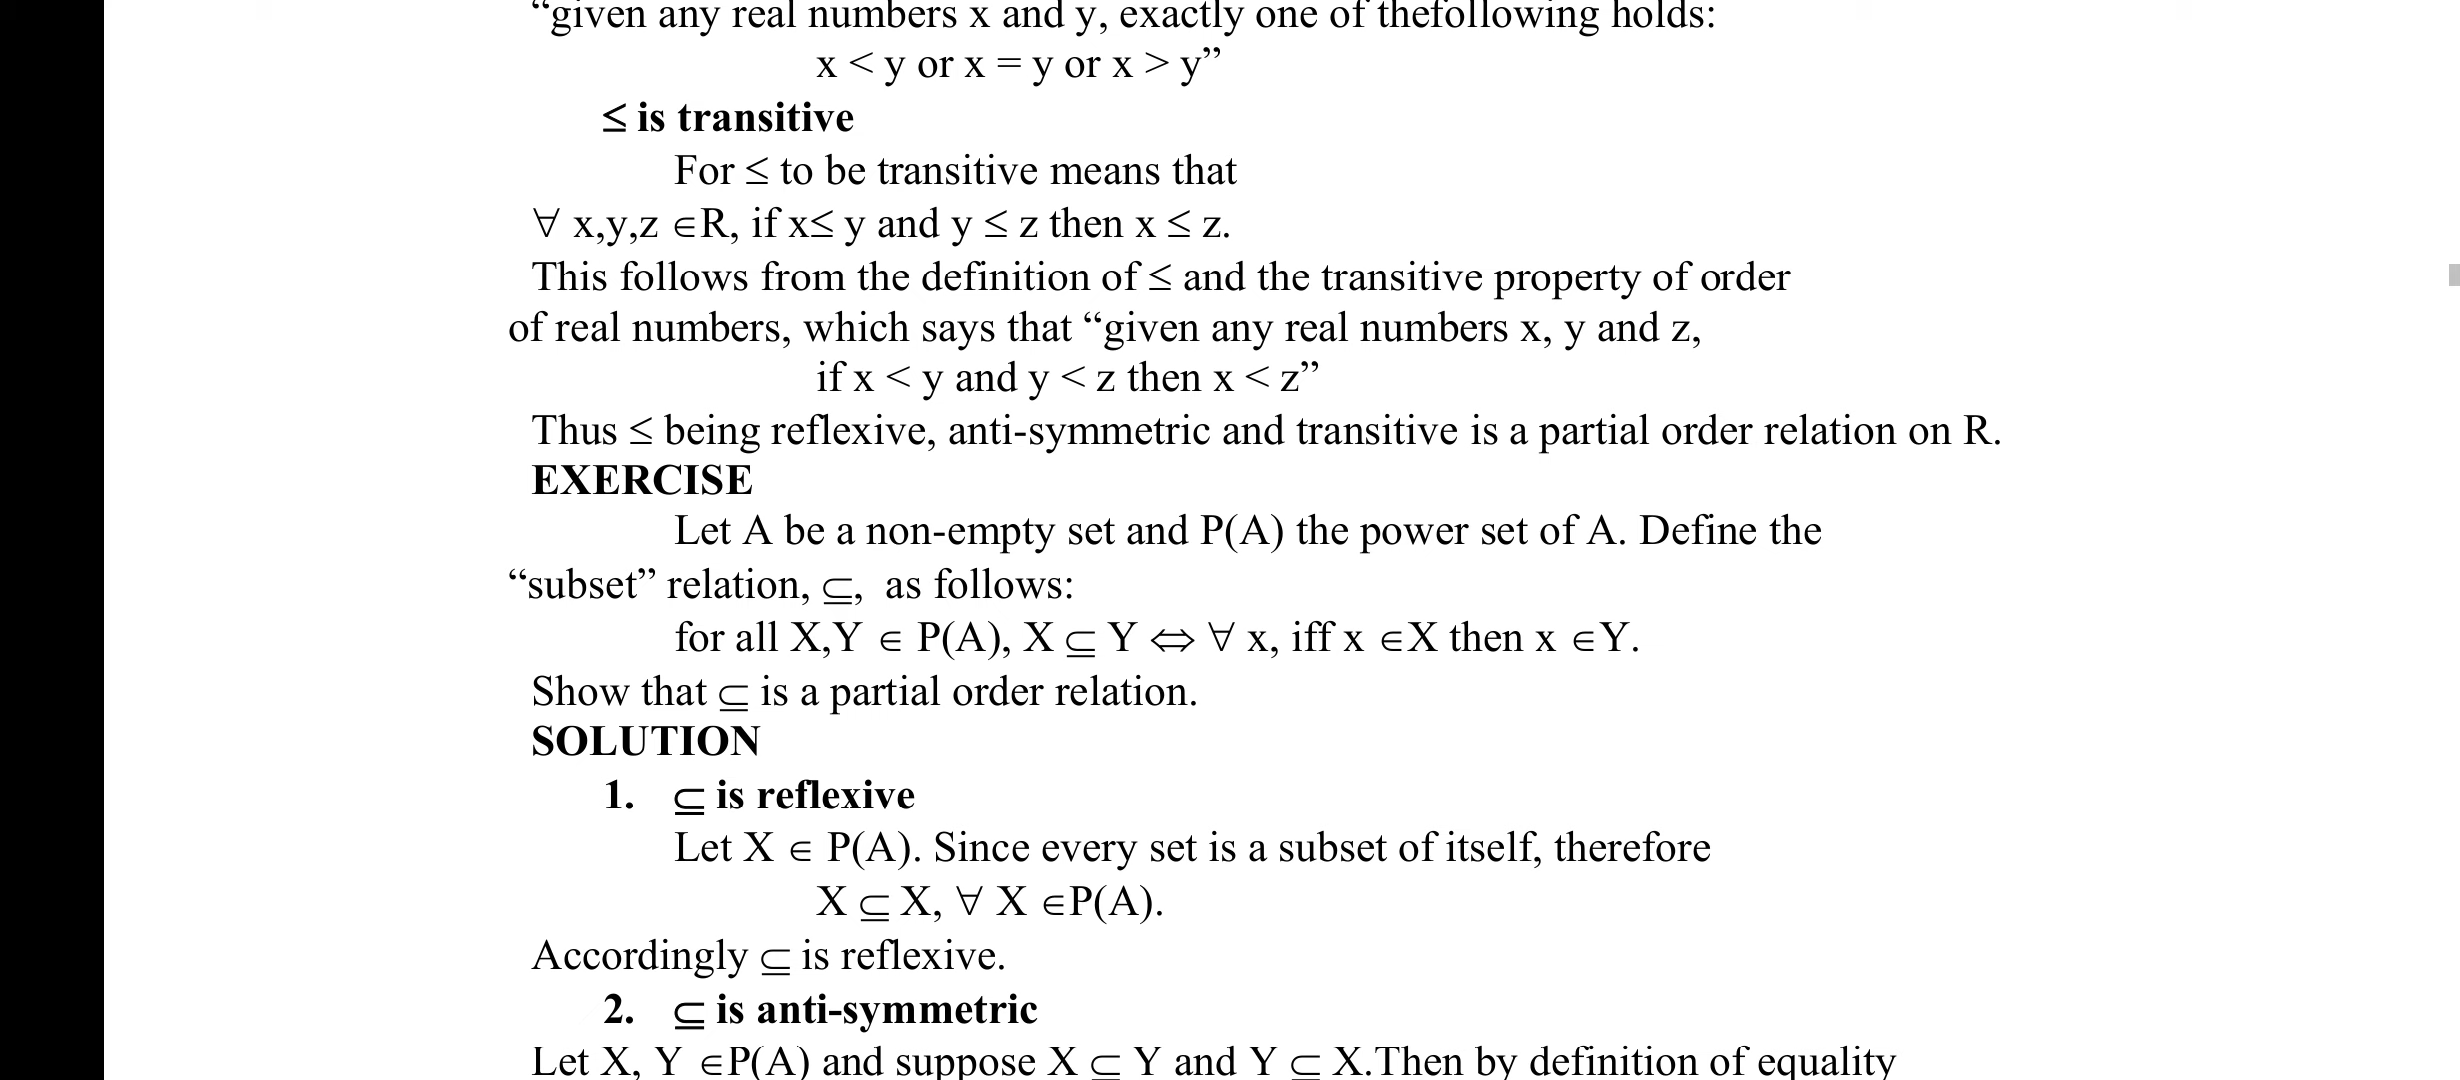 “given any real numbers x and y, exactly one of thefollowing holds:
x < y or x = y or x > y”
≤ is transitive
For ≤ to be transitive means that
∀ x,y,z ∈R, if x≤ y and y ≤ z then x ≤ z.
This follows from the definition of ≤ and the transitive property of order
of real numbers, which says that “given any real numbers x, y and z,
if x < y and y < z then x < z”
Thus ≤ being reflexive, anti-symmetric and transitive is a partial order relation on R.
EXERCISE
Let A be a non-empty set and P(A) the power set of A. Define the
“subset” relation, ⊆, as follows:
for all X,Y ∈ P(A), X ⊆ Y ⇔ ∀ x, iff x ∈X then x ∈Y.
Show that ⊆ is a partial order relation.
SOLUTION
1. ⊆ is reflexive
Let X ∈ P(A). Since every set is a subset of itself, therefore
X ⊆ X, ∀ X ∈P(A).
Accordingly ⊆ is reflexive.
2. ⊆ is anti-symmetric
Let X, Y ∈P(A) and suppose X ⊆ Y and Y ⊆ X.Then by definition of equality